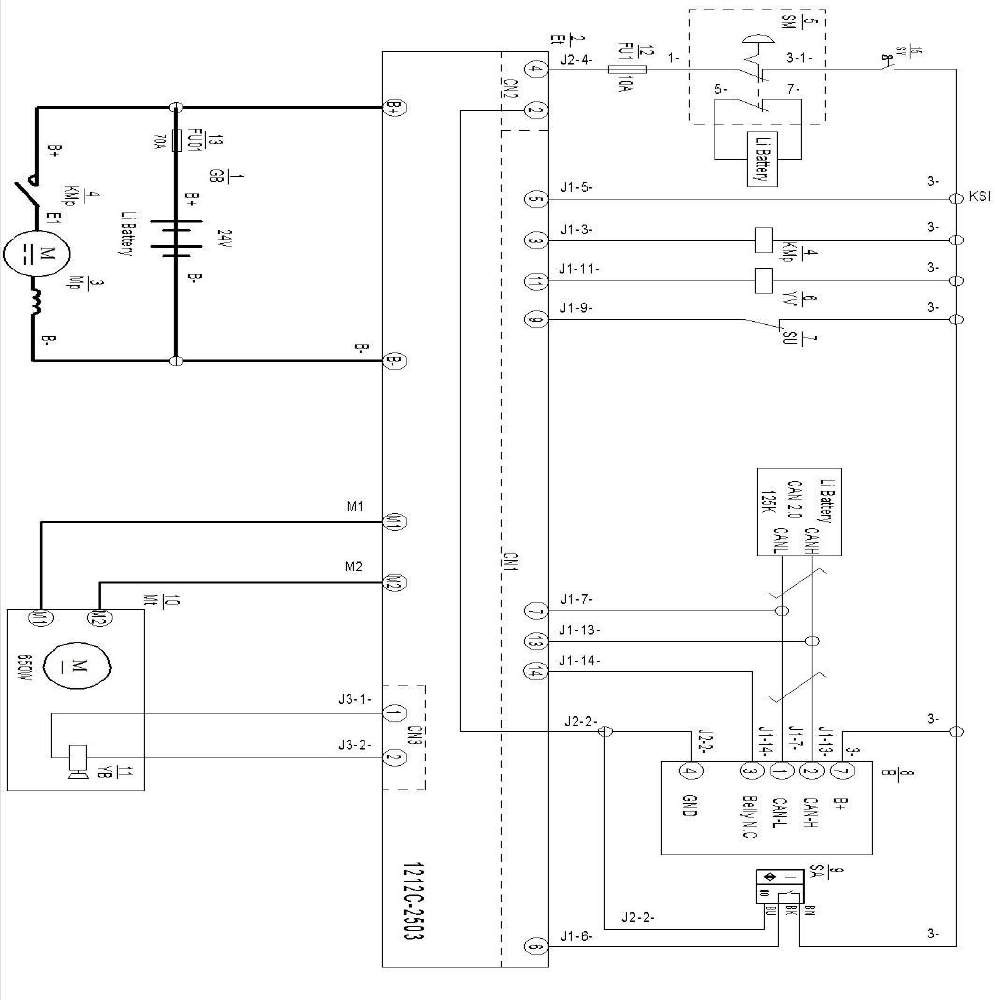 5
SM
15
SY
2
Et
12
FU1
10A
J2-4-
1-
3-1-
4
CN2
5-
7-
2
B+
13
FU01
70A
Li Battery
1
GB
B+
B+
4
KMp
E1
J1-5-
3-
KSI
5
Li Battery
24V
M
3
Mp
J1-3-
3-
3
4
KMp
B-
J1-11-
3-
11
6
YV
J1-9-
3-
9
7
SU
B-
B-
B-
Li Battery
CAN 2.0
125K
CANH
CANL
M1
M1
CN1
M2
M2
10
Mt
J1-7-
7
J1-13-
13
J1-14-
14
M1
M2
M
650W
J3-1-
1
CN3
J2-2-
3-
J2-2-
J1-14-
J1-7-
J1-13-
3-
J3-2-
2
11
YB
4
3
1
2
7
8
B
GND
Belly N.C
CAN-L
CAN-H
B+
9
SA
1212C-2503
BU
BK
BN
J2-2-
J1-6-
3-
6